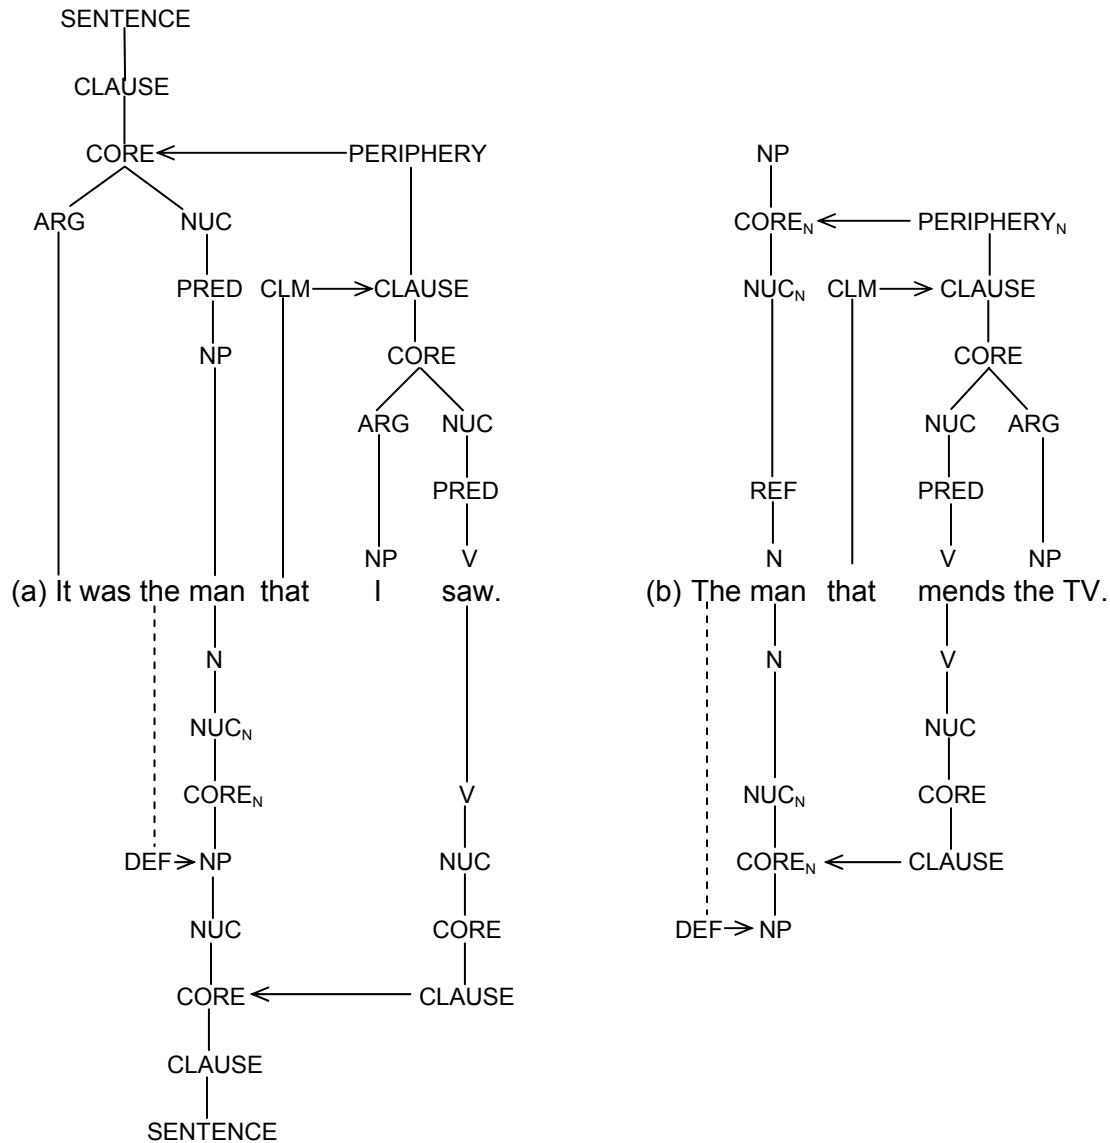 SENTENCE
CLAUSE
CORE PERIPHERY NP
ARG NUC CORE_N PERIPHERY_N
PRED CLM CLAUSE NUC_N CLM CLAUSE
NP CORE CORE
ARG NUC NUC ARG
PRED REF PRED
NP V N V NP
(a) It was the man that I saw. (b) The man that mends the TV.
N N V
NUC_N NUC
CORE_N V NUC_N CORE
DEF NP NUC CORE_N CLAUSE
NUC CORE DEF NP
CORE CLAUSE
CLAUSE
SENTENCE